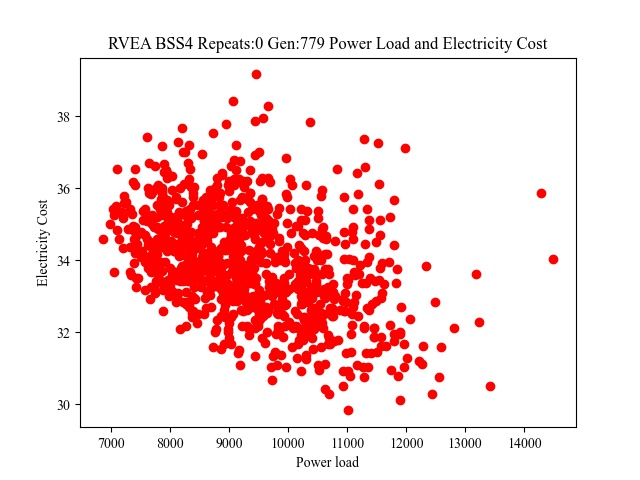 RVEA BSS4 Repeats:0 Gen:779 Power Load and Electricity Cost
38
36
34
32
30
Electricity Cost
7000 8000 9000 10000 11000 12000 13000 14000
Power load